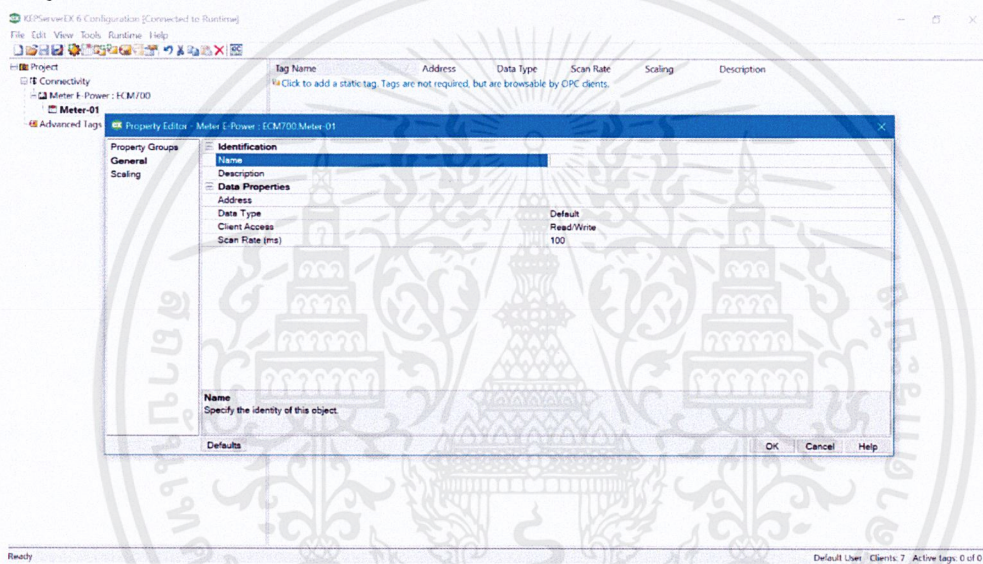 KEPServerEX 6 Configuration [Connected to Runtime]
File Edit View Tools Runtime Help
Project
Connectivity
Meter E-Power : ECM700
Meter-01
Advanced Tags
Tag Name Address Data Type Scan Rate Scaling Description
Click to add a static tag. Tags are not required, but are browsable by OPC clients.
Property Editor - Meter E-Power : ECM700.Meter-01
Property Groups
General
Scaling
Identification
Name
Description
Data Properties
Address
Data Type Default
Client Access Read/Write
Scan Rate (ms) 100
Name
Specify the identity of this object.
Defaults OK Cancel Help
Ready Default User Clients: 7 Active tags: 0 of 0